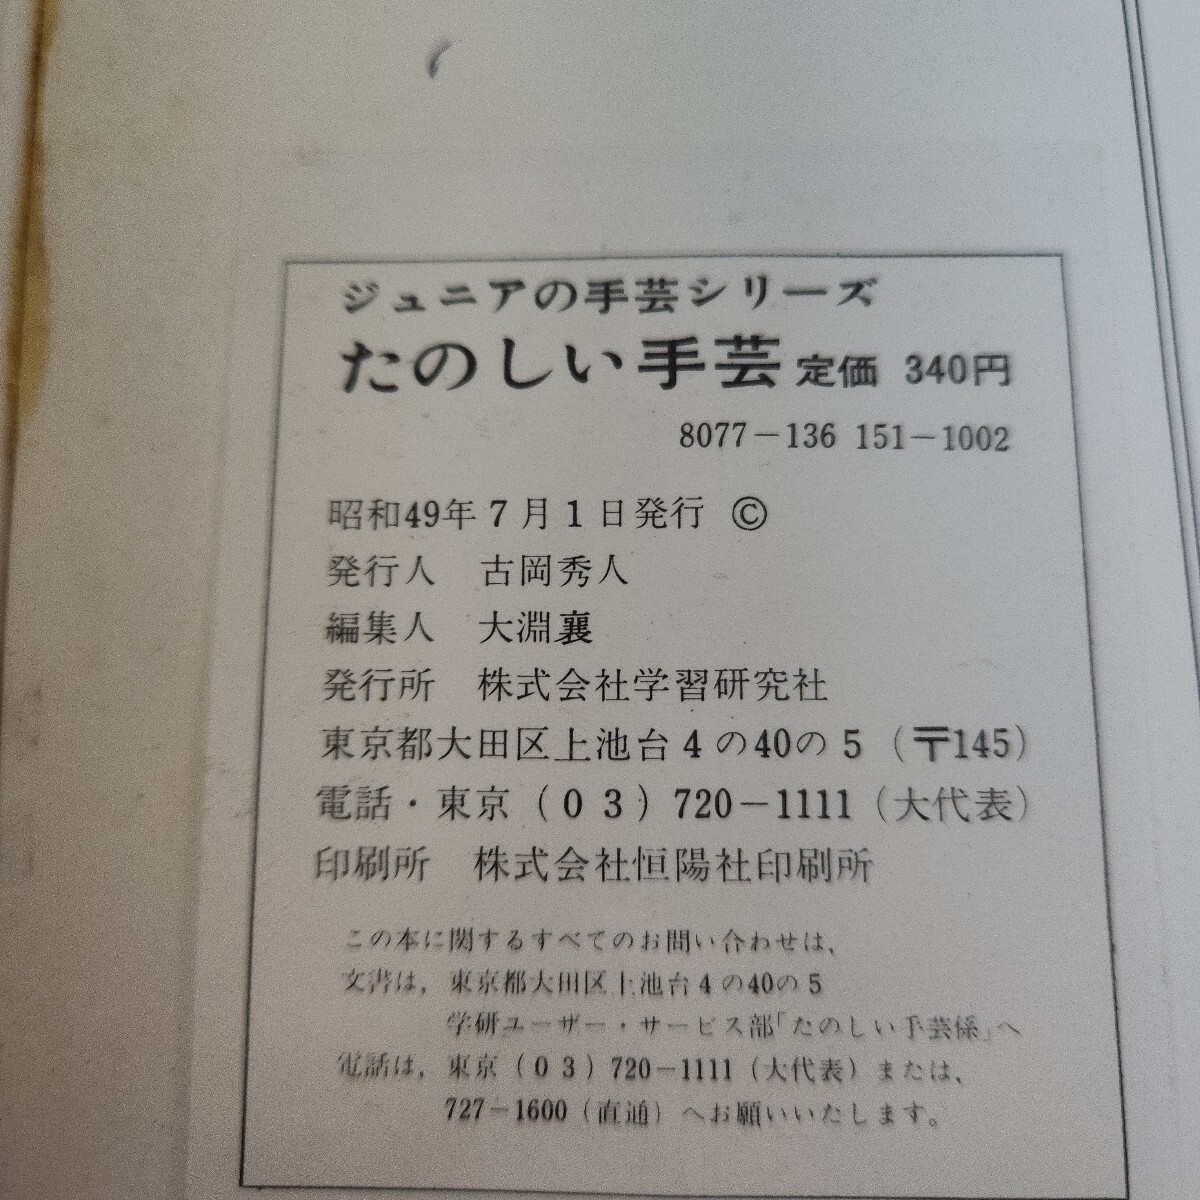 ジュニアの手芸シリーズ
たのしい手芸 定価 340円
8077－136 151－1002
昭和49年7月1日発行 ©
発行人 古岡秀人
編集人 大淵襄
発行所 株式会社学習研究社
東京都大田区上池台4の40の5（〒145）
電話・東京（03）720－1111（大代表）
印刷所 株式会社恒陽社印刷所
この本に関するすべてのお問い合わせは、
文書は，東京都大田区上池台4の40の5
学研ユーザー・サービス部「たのしい手芸係」へ
電話は，東京（03）720－1111（大代表）または、
727－1600（直通）へお願いいたします。